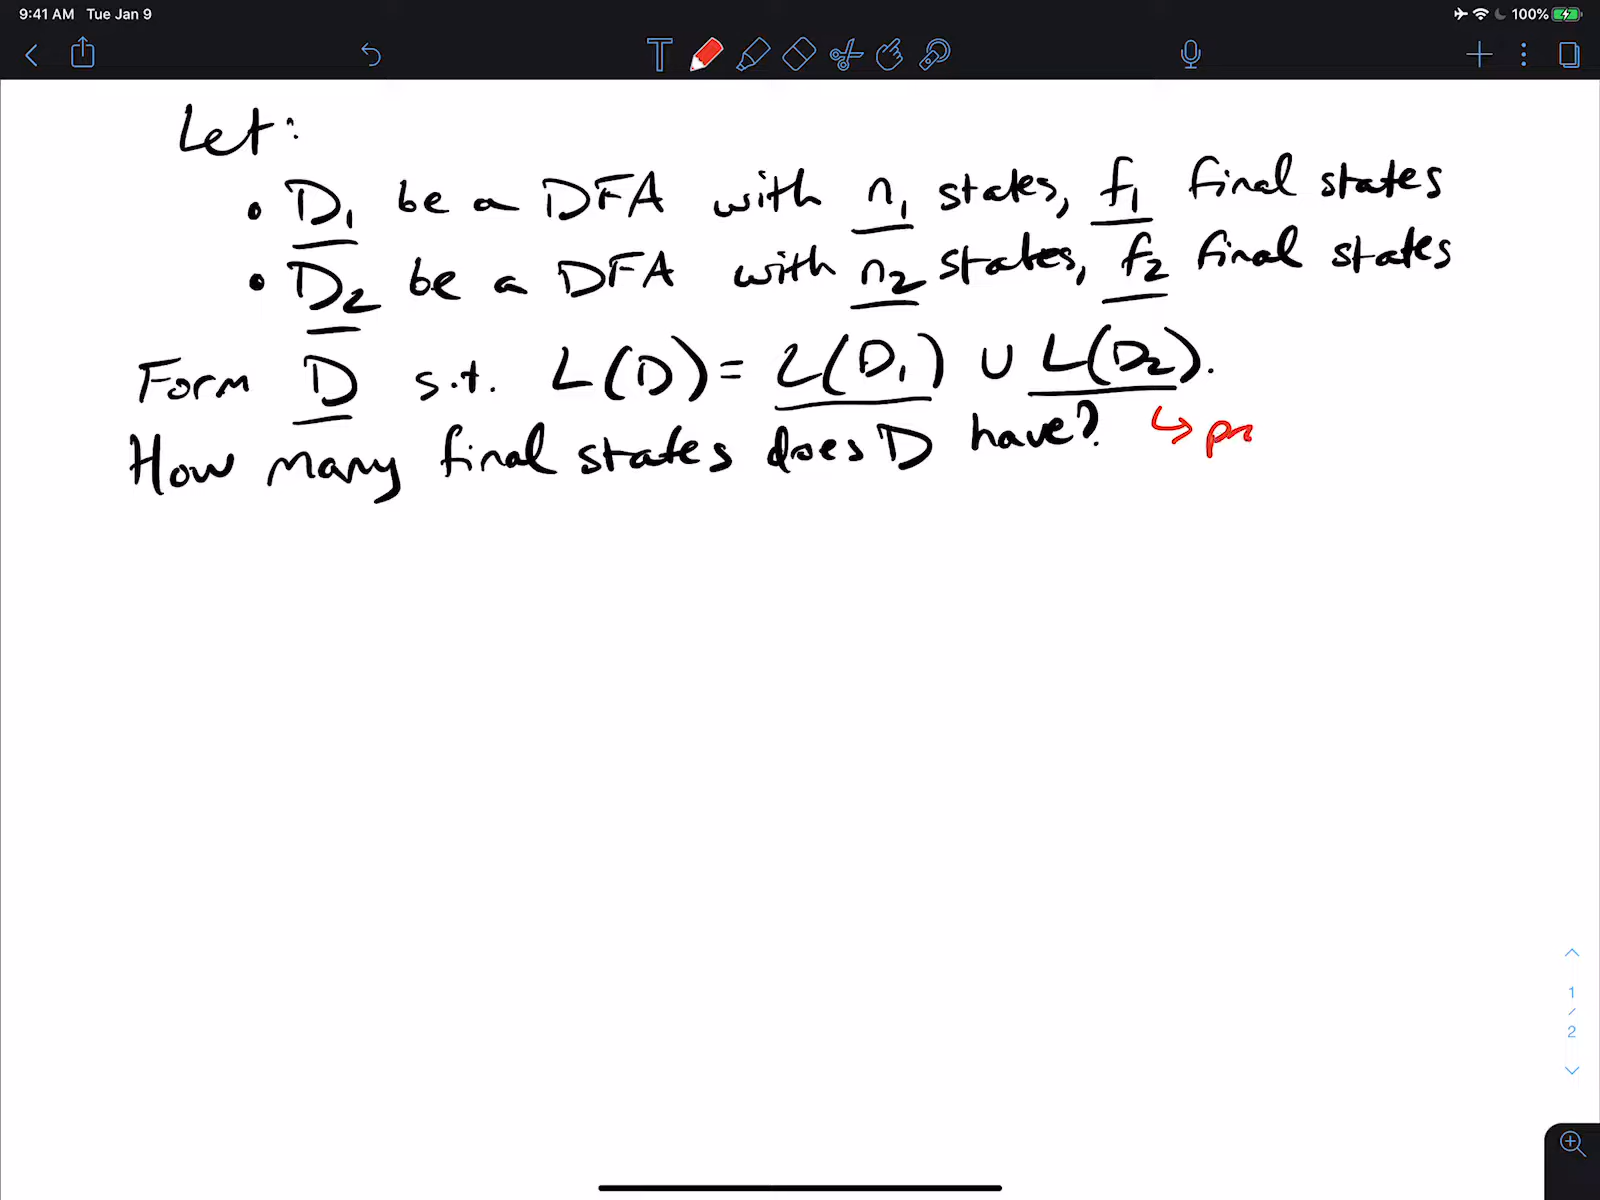 9:41 AM Tue Jan 9
100%
T
Let:
• D₁ be a DFA with n₁ states, f₁ final states
• D₂ be a DFA with n₂ states, f₂ final states
Form D s.t. L(D) = L(D₁) ∪ L(D₂).
How many final states does D have? ↪ pr
1
/
2